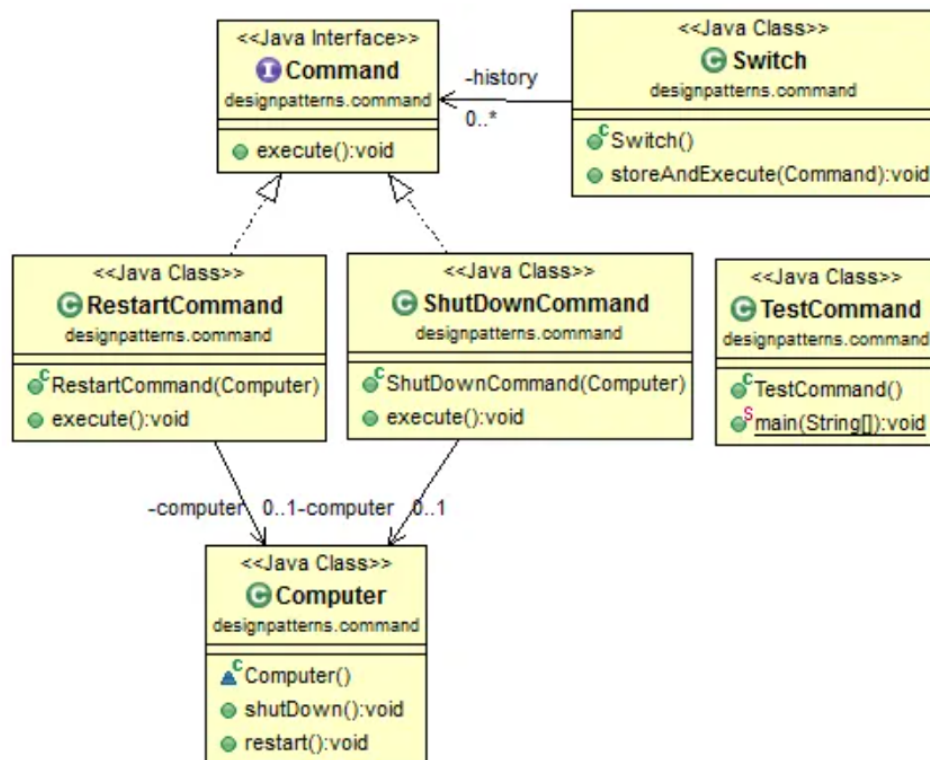 <<Java Interface>>
Command
designpatterns.command
execute():void
-history
0..*
<<Java Class>>
Switch
designpatterns.command
Switch()
storeAndExecute(Command):void
<<Java Class>>
RestartCommand
designpatterns.command
RestartCommand(Computer)
execute():void
<<Java Class>>
ShutDownCommand
designpatterns.command
ShutDownCommand(Computer)
execute():void
<<Java Class>>
TestCommand
designpatterns.command
TestCommand()
main(String[]):void
-computer 0..1
-computer 0..1
<<Java Class>>
Computer
designpatterns.command
Computer()
shutDown():void
restart():void